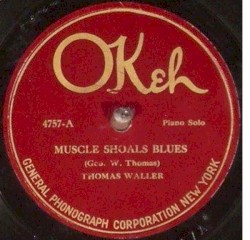 OKeh
4757-A
Piano Solo
MUSCLE SHOALS BLUES
(Geo. W. Thomas)
THOMAS WALLER
GENERAL PHONOGRAPH CORPORATION NEW YORK